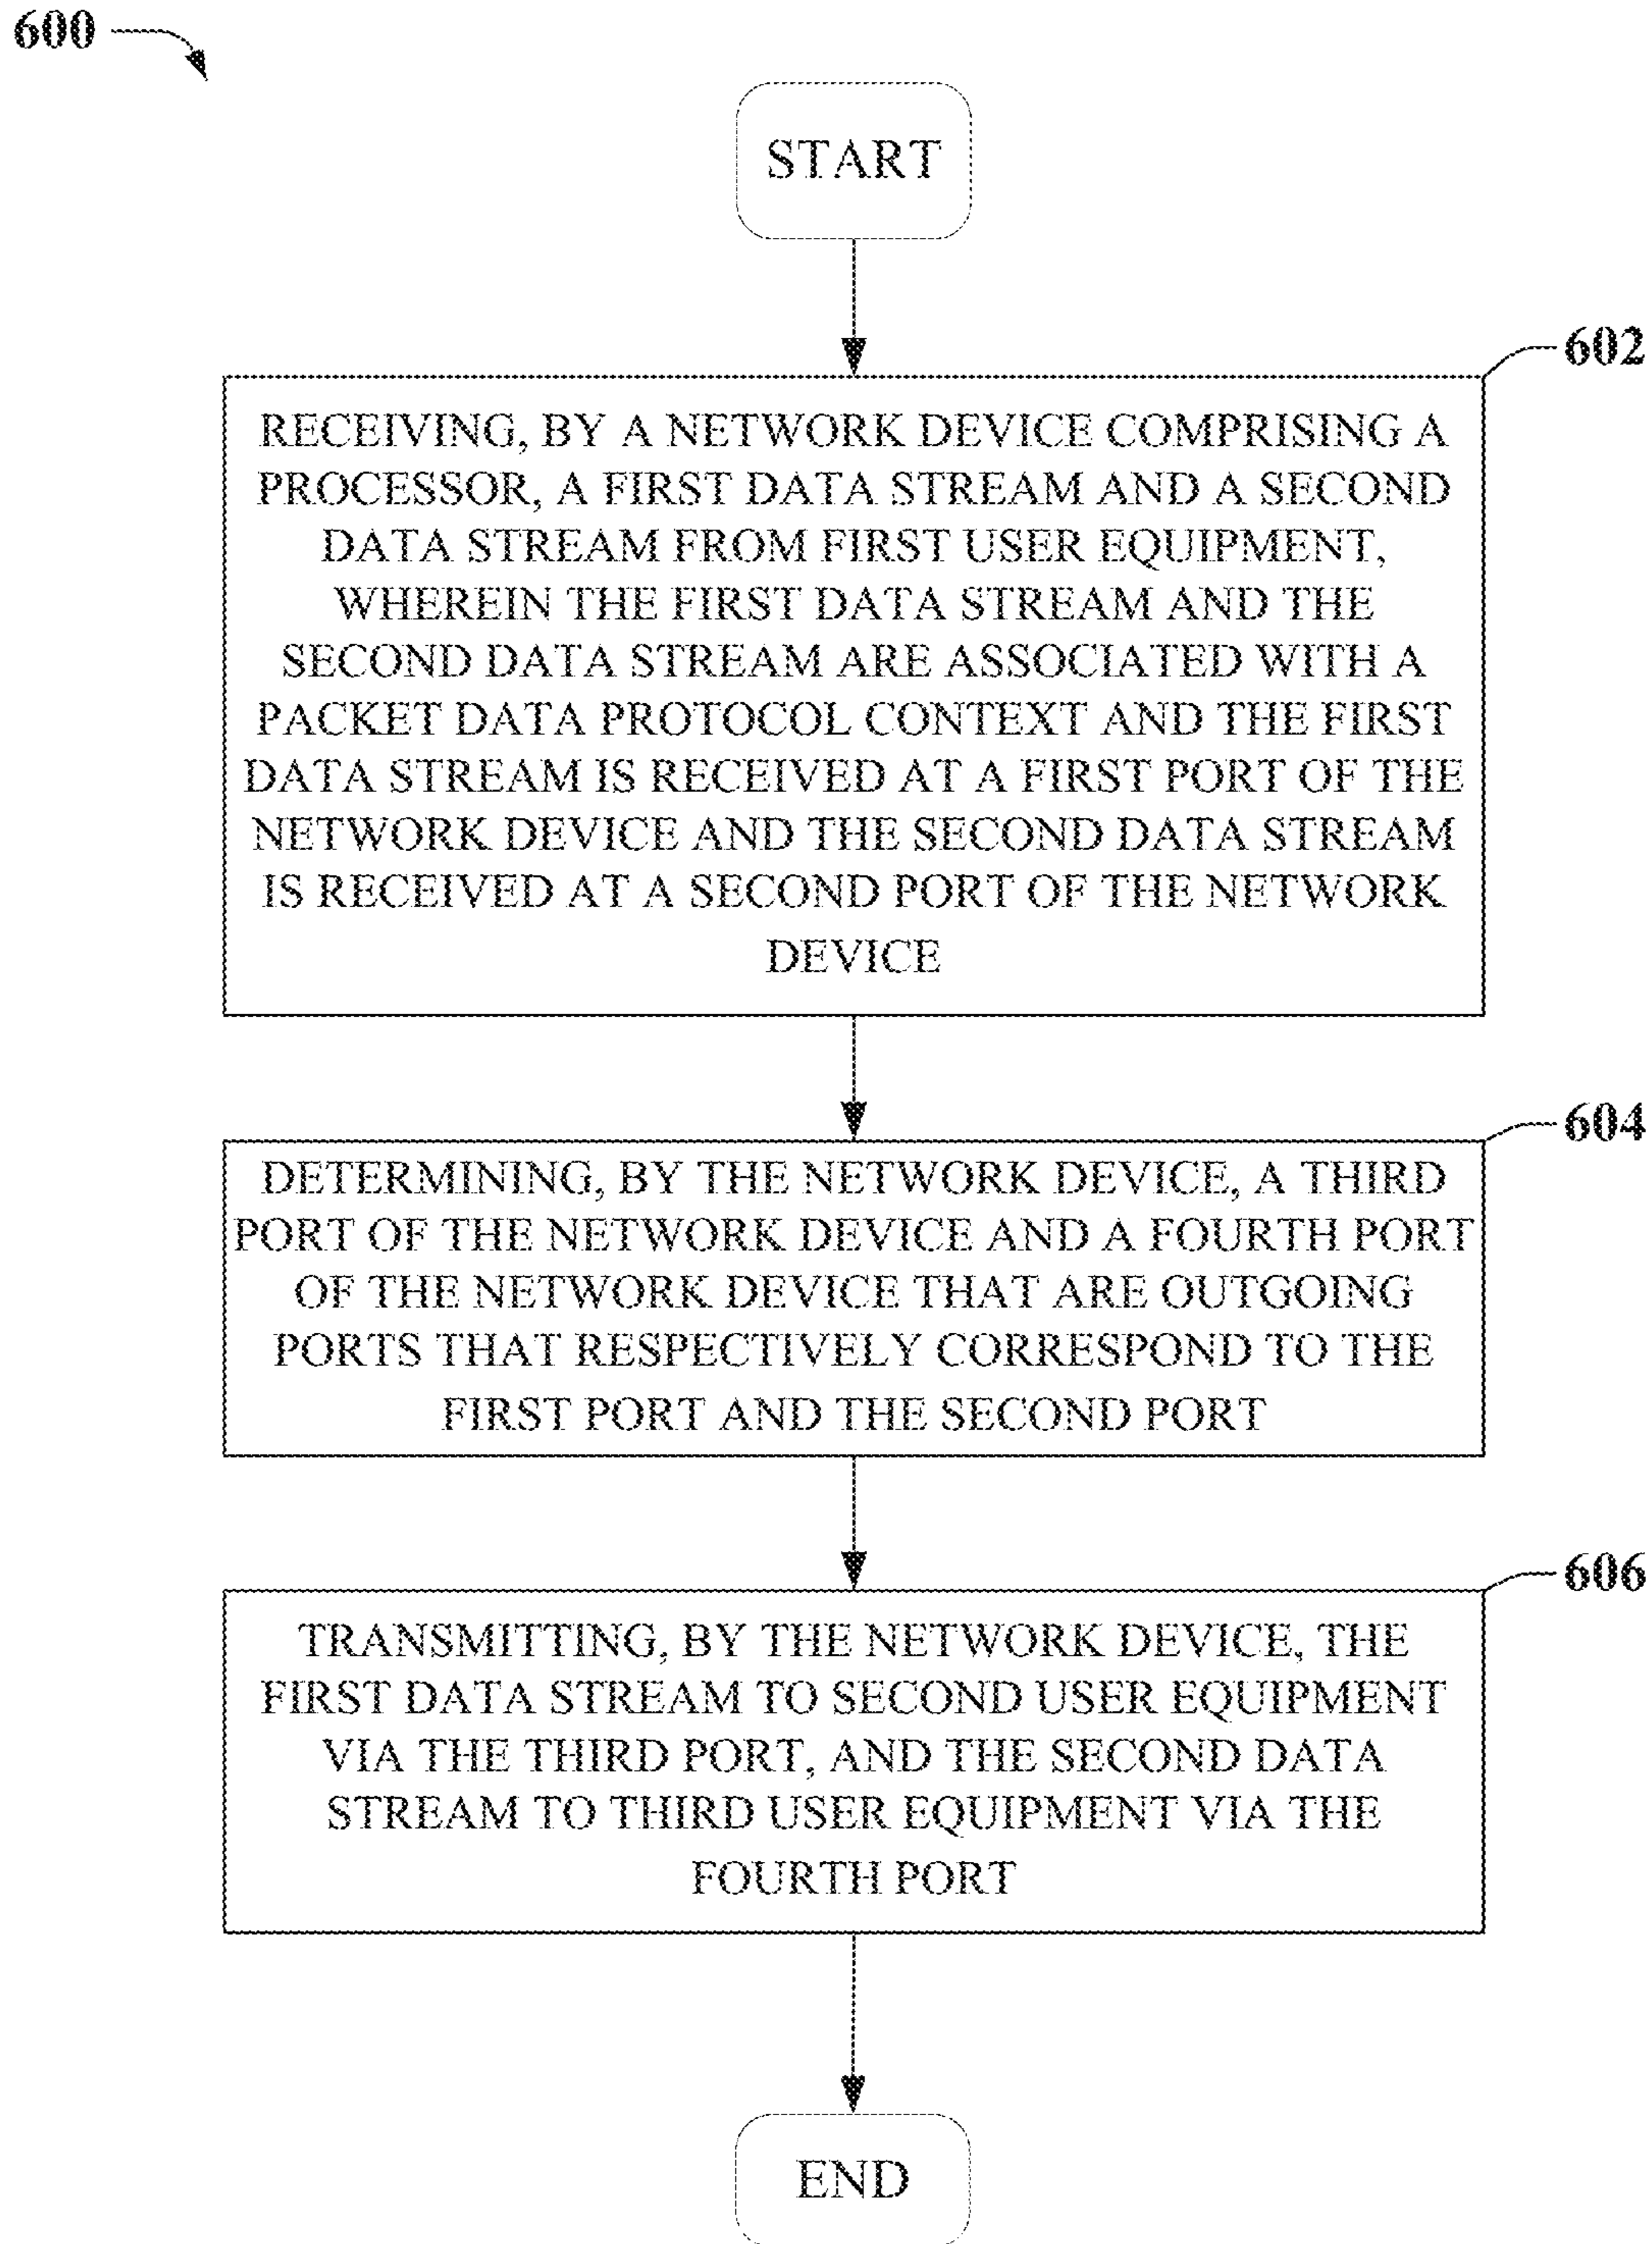 600
START
602
RECEIVING, BY A NETWORK DEVICE COMPRISING A
PROCESSOR, A FIRST DATA STREAM AND A SECOND
DATA STREAM FROM FIRST USER EQUIPMENT,
WHEREIN THE FIRST DATA STREAM AND THE
SECOND DATA STREAM ARE ASSOCIATED WITH A
PACKET DATA PROTOCOL CONTEXT AND THE FIRST
DATA STREAM IS RECEIVED AT A FIRST PORT OF THE
NETWORK DEVICE AND THE SECOND DATA STREAM
IS RECEIVED AT A SECOND PORT OF THE NETWORK
DEVICE
604
DETERMINING, BY THE NETWORK DEVICE, A THIRD
PORT OF THE NETWORK DEVICE AND A FOURTH PORT
OF THE NETWORK DEVICE THAT ARE OUTGOING
PORTS THAT RESPECTIVELY CORRESPOND TO THE
FIRST PORT AND THE SECOND PORT
606
TRANSMITTING, BY THE NETWORK DEVICE, THE
FIRST DATA STREAM TO SECOND USER EQUIPMENT
VIA THE THIRD PORT, AND THE SECOND DATA
STREAM TO THIRD USER EQUIPMENT VIA THE
FOURTH PORT
END